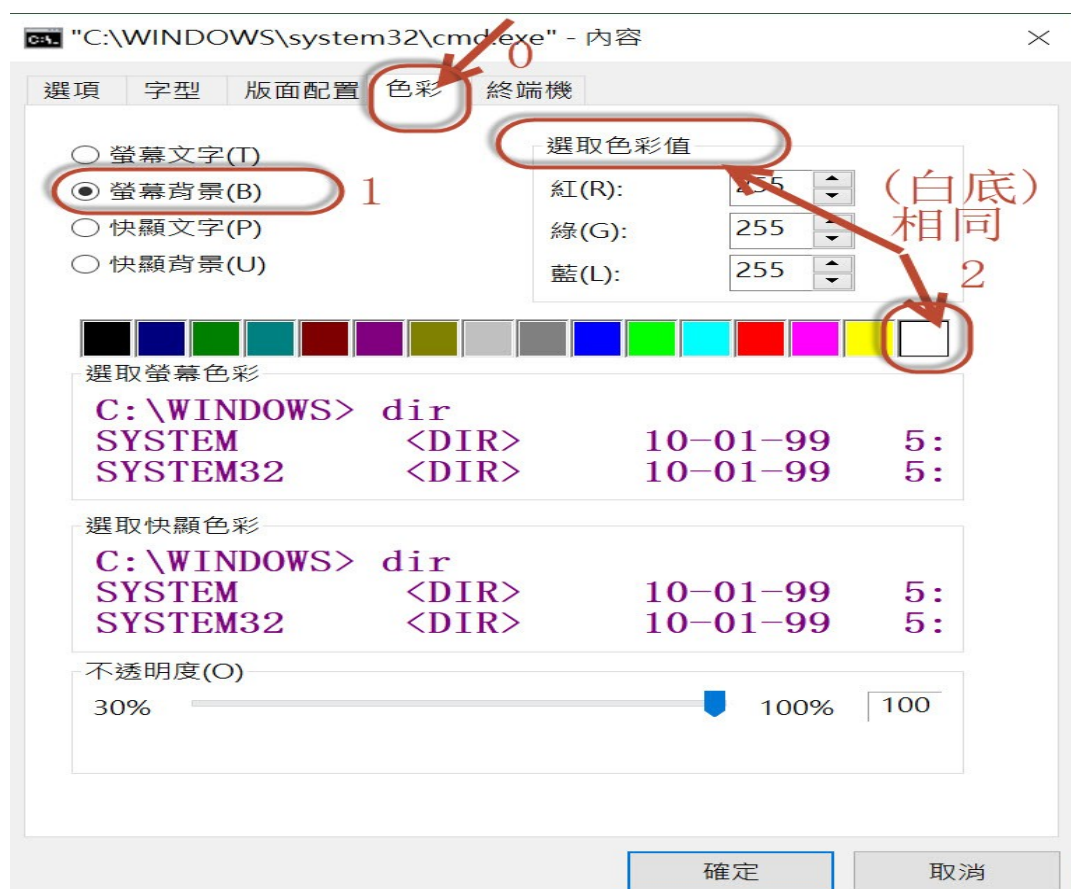 "C:\WINDOWS\system32\cmd.exe" - 內容
0
選項 字型 版面配置 色彩 終端機
螢幕文字(T)
螢幕背景(B)
1
快顯文字(P)
快顯背景(U)
選取色彩值
紅(R): 255
綠(G): 255
藍(L): 255
(白底)
相同
2
選取螢幕色彩
C:\WINDOWS> dir
SYSTEM <DIR> 10-01-99 5:
SYSTEM32 <DIR> 10-01-99 5:
選取快顯色彩
C:\WINDOWS> dir
SYSTEM <DIR> 10-01-99 5:
SYSTEM32 <DIR> 10-01-99 5:
不透明度(O)
30% 100% 100
確定 取消